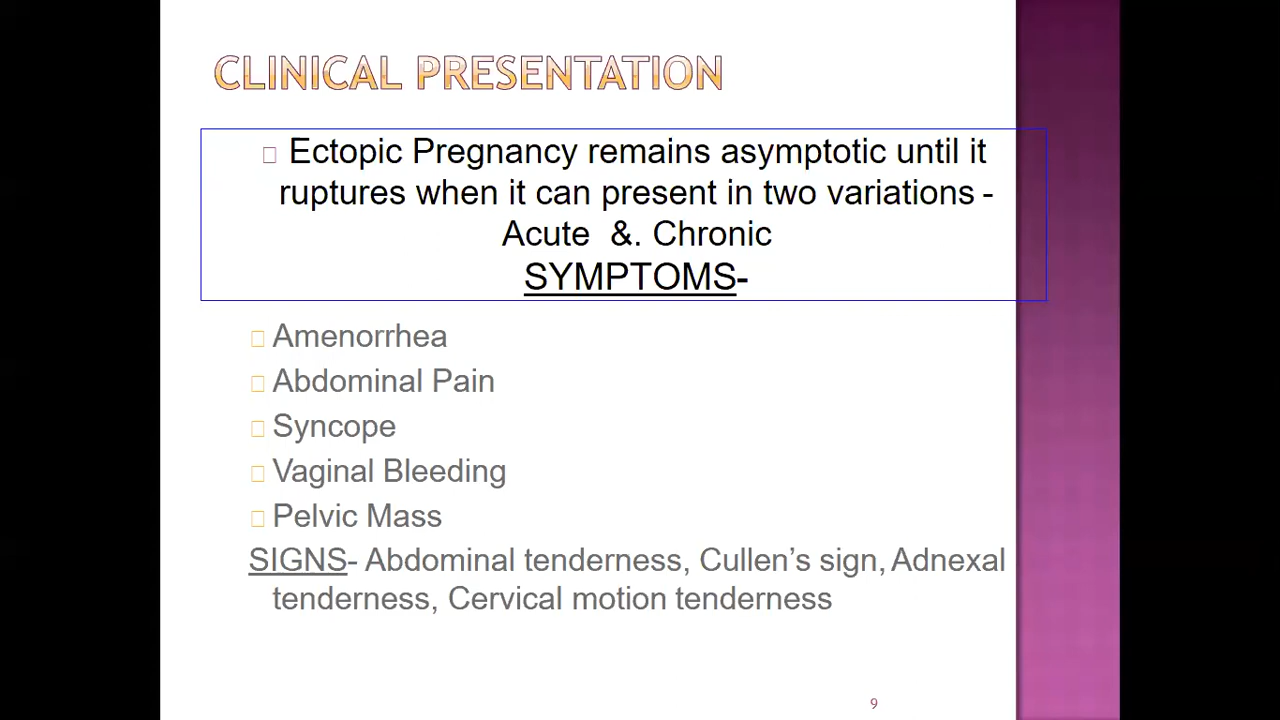 CLINICAL PRESENTATION
Ectopic Pregnancy remains asymptotic until it
ruptures when it can present in two variations -
Acute &. Chronic
SYMPTOMS-
Amenorrhea
Abdominal Pain
Syncope
Vaginal Bleeding
Pelvic Mass
SIGNS- Abdominal tenderness, Cullen’s sign, Adnexal
tenderness, Cervical motion tenderness
9